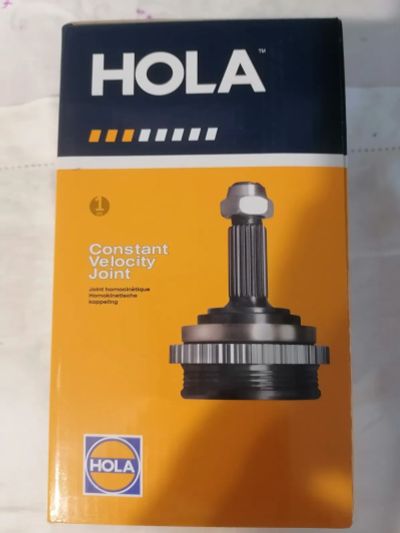 HOLA™
1
Constant
Velocity
Joint
Joint homocinétique
Homokinetische
koppeling
HOLA